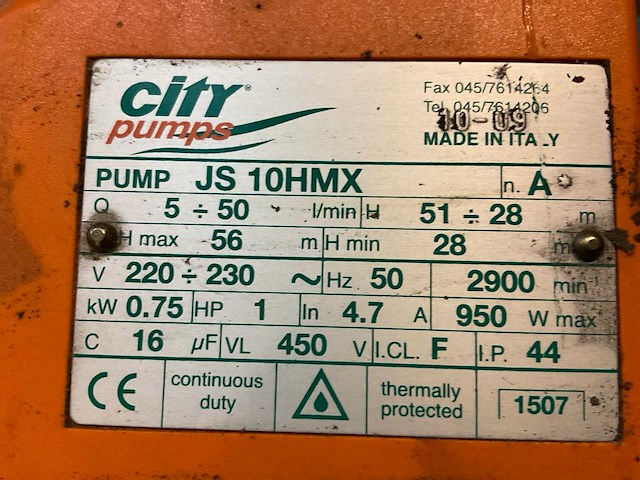 city®
pumps
Fax 045/7614264
Tel. 045/7614206
10-09
MADE IN ITA Y
PUMP JS 10HMX n. A
Q 5 ÷ 50 l/min H 51 ÷ 28 m
H max 56 m H min 28 m
V 220 ÷ 230 ~ Hz 50 2900 min
kW 0.75 HP 1 In 4.7 A 950 W max
C 16 µF VL 450 V I.CL. F I.P. 44
CE continuous duty thermally protected 1507